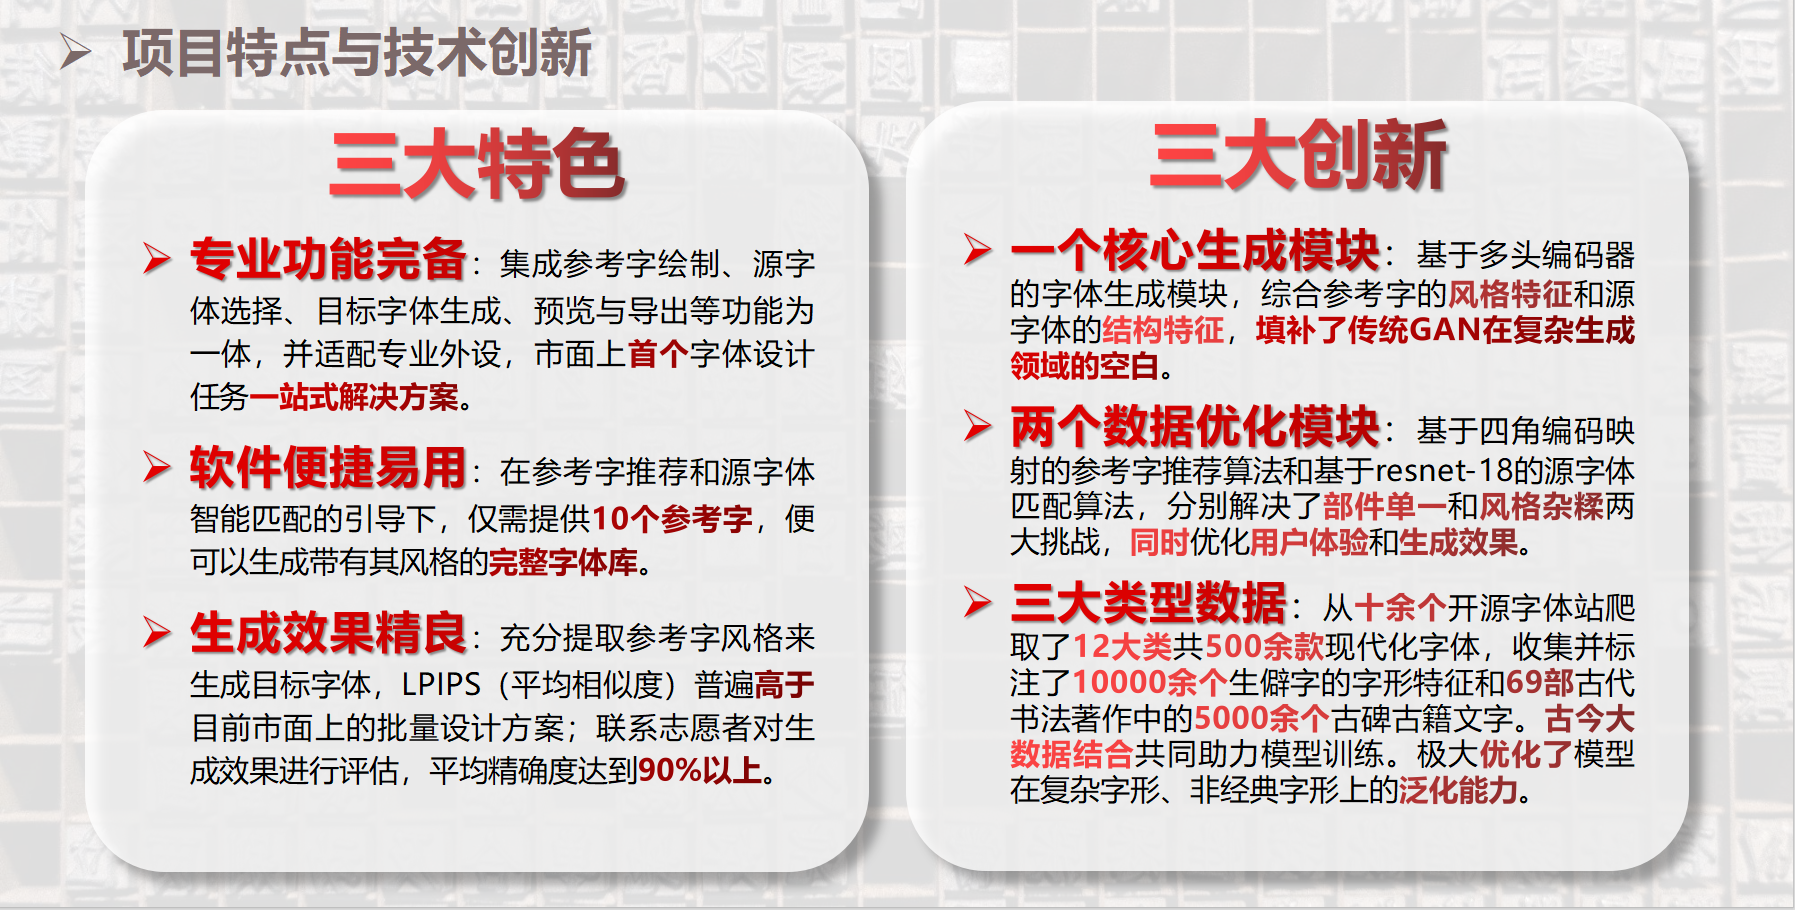 项目特点与技术创新
三大特色
专业功能完备：集成参考字绘制、源字
体选择、目标字体生成、预览与导出等功能为
一体，并适配专业外设，市面上首个字体设计
任务一站式解决方案。
软件便捷易用：在参考字推荐和源字体
智能匹配的引导下，仅需提供10个参考字，便
可以生成带有其风格的完整字体库。
生成效果精良：充分提取参考字风格来
生成目标字体，LPIPS（平均相似度）普遍高于
目前市面上的批量设计方案；联系志愿者对生
成效果进行评估，平均精确度达到90%以上。
三大创新
一个核心生成模块：基于多头编码器
的字体生成模块，综合参考字的风格特征和源
字体的结构特征，填补了传统GAN在复杂生成
领域的空白。
两个数据优化模块：基于四角编码映
射的参考字推荐算法和基于resnet-18的源字体
匹配算法，分别解决了部件单一和风格杂糅两
大挑战，同时优化用户体验和生成效果。
三大类型数据：从十余个开源字体站爬
取了12大类共500余款现代化字体，收集并标
注了10000余个生僻字的字形特征和69部古代
书法著作中的5000余个古碑古籍文字。古今大
数据结合共同助力模型训练。极大优化了模型
在复杂字形、非经典字形上的泛化能力。